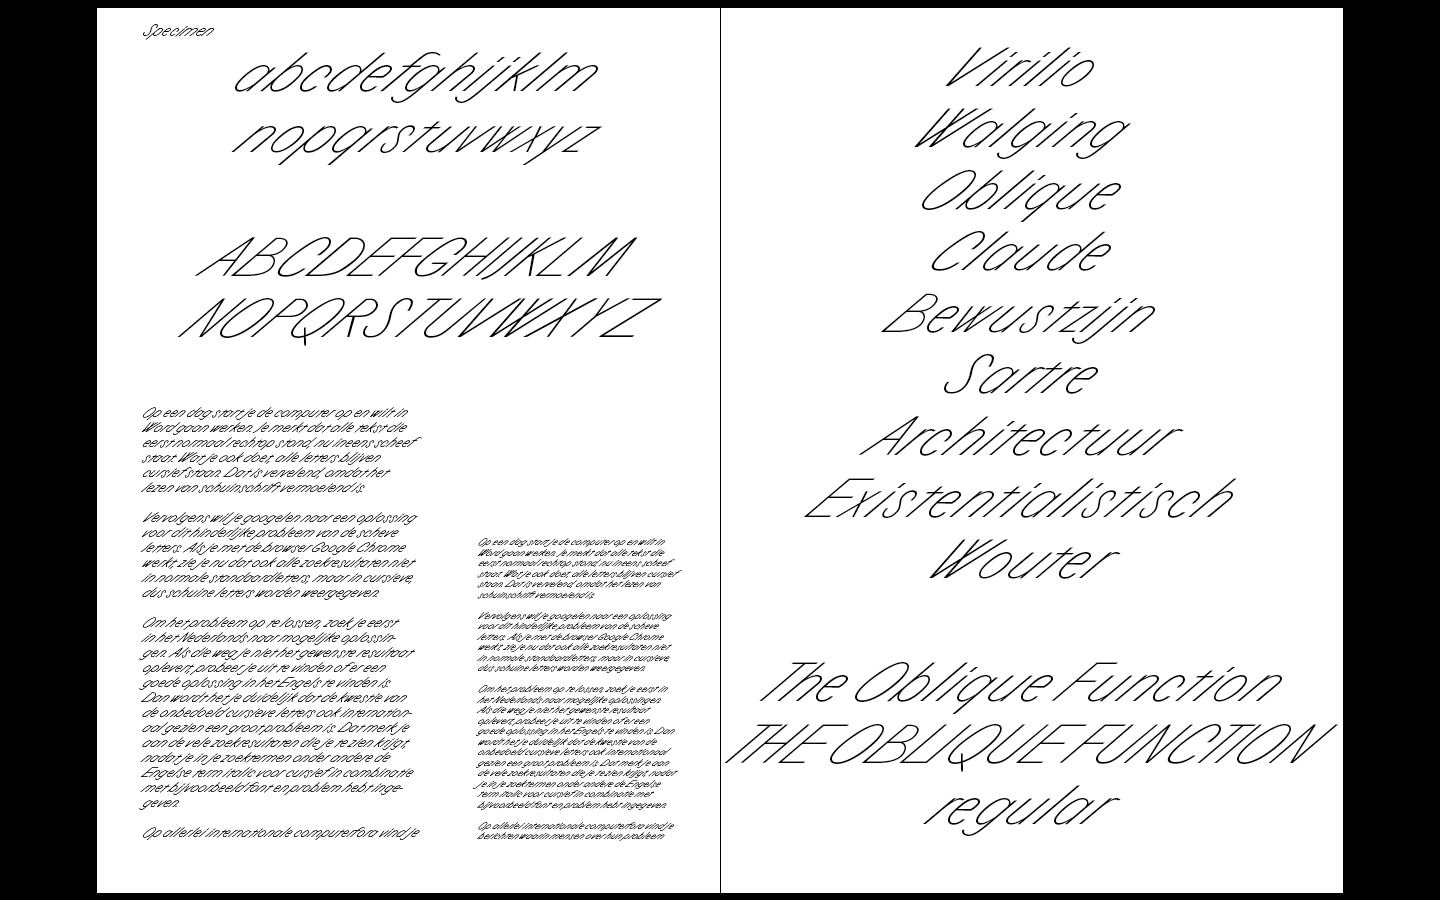 Specimen
abcdefghijklm
nopqrstuvwxyz
ABCDEFGHIJKLM
NOPQRSTUVWXYZ
Op een dag start je de computer op en wilt in
Word gaan werken. Je merkt dat alle tekst die
eerst normaal rechtop stond, nu ineens scheef
staat. Wat je ook doet, alle letters blijven
cursief staan. Dat is vervelend, omdat het
lezen van schuinschrift vermoeiend is.
Vervolgens wil je googelen naar een oplossing
voor dit hinderlijke probleem van de scheve
letters. Als je met de browser Google Chrome
werkt, zie je nu dat ook alle zoekresultaten niet
in normale standaardletters, maar in cursieve,
dus schuine letters worden weergegeven.
Om het probleem op te lossen, zoek je eerst
in het Nederlands naar mogelijke oplossin-
gen. Als die weg je niet het gewenste resultaat
oplevert, probeer je uit te vinden of er een
goede oplossing in het Engels te vinden is.
Dan wordt het je duidelijk dat de kwestie van
de onbedoeld cursieve letters ook internation-
aal gezien een groot probleem is. Dat merk je
aan de vele zoekresultaten die je te zien krijgt,
nadat je in je zoektermen onder andere de
Engelse term italic voor cursief in combinatie
met bijvoorbeeld font en problem hebt inge-
geven.
Op allerlei internationale computerfora vind je
Op een dag start je de computer op en wilt in
Word gaan werken. Je merkt dat alle tekst die
eerst normaal rechtop stond, nu ineens scheef
staat. Wat je ook doet, alle letters blijven cursief
staan. Dat is vervelend, omdat het lezen van
schuinschrift vermoeiend is.
Vervolgens wil je googelen naar een oplossing
voor dit hinderlijke probleem van de scheve
letters. Als je met de browser Google Chrome
werkt, zie je nu dat ook alle zoekresultaten niet
in normale standaardletters, maar in cursieve,
dus schuine letters worden weergegeven.
Om het probleem op te lossen, zoek je eerst in
het Nederlands naar mogelijke oplossingen.
Als die weg je niet het gewenste resultaat
oplevert, probeer je uit te vinden of er een
goede oplossing in het Engels te vinden is. Dan
wordt het je duidelijk dat de kwestie van de
onbedoeld cursieve letters ook internationaal
gezien een groot probleem is. Dat merk je aan
de vele zoekresultaten die je te zien krijgt, nadat
je in je zoektermen onder andere de Engelse
term italic voor cursief in combinatie met
bijvoorbeeld font en problem hebt ingegeven.
Op allerlei internationale computerfora vind je
berichten waarin mensen over hun probleem
Virilio
Walging
Oblique
Claude
Bewustzijn
Sartre
Architectuur
Existentialistisch
Wouter
The Oblique Function
THE OBLIQUE FUNCTION
regular